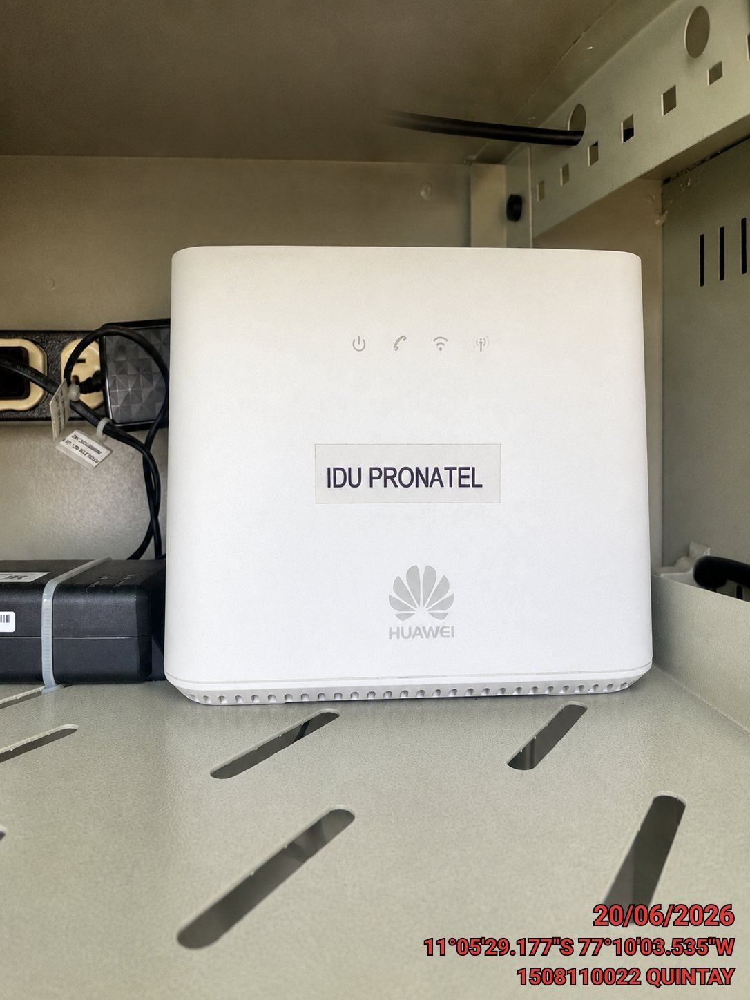 IDU PRONATEL
HUAWEI
20/06/2026
11°05'29.177"S 77°10'03.535"W
1508110022 QUINTAY